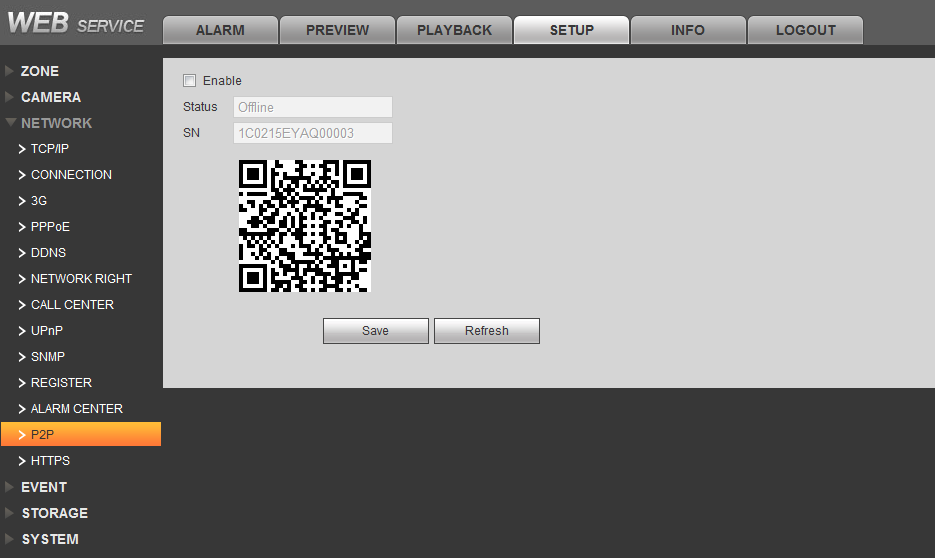 WEB SERVICE
ALARM PREVIEW PLAYBACK SETUP INFO LOGOUT
ZONE
CAMERA
NETWORK
TCP/IP
CONNECTION
3G
PPPoE
DDNS
NETWORK RIGHT
CALL CENTER
UPnP
SNMP
REGISTER
ALARM CENTER
P2P
HTTPS
EVENT
STORAGE
SYSTEM
Enable
Status Offline
SN 1C0215EYAQ00003
Save Refresh